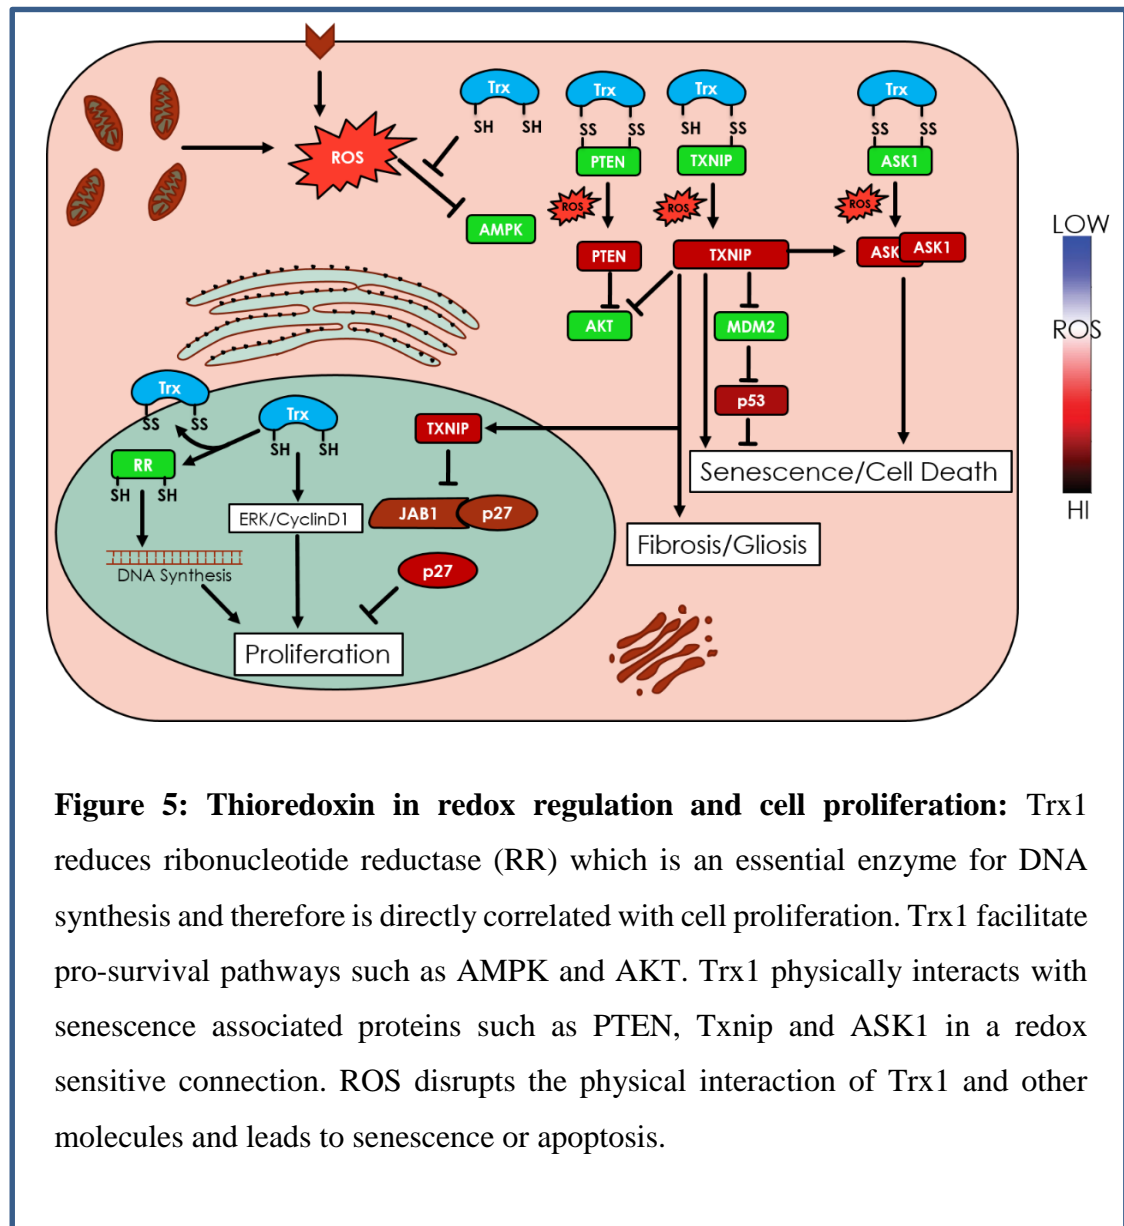 Trx Trx Trx Trx
SH SH SS SS SH SS SS SS
ROS
PTEN TXNIP ASK1
ROS ROS ROS
AMPK
LOW
PTEN TXNIP ASK ASK1
AKT MDM2
ROS
Trx
p53
Trx
SS SS
TXNIP
SH SH
RR
Senescence/Cell Death
SH SH
HI
ERK/CyclinD1
JAB1 p27
Fibrosis/Gliosis
DNA Synthesis
p27
Proliferation
Figure 5: Thioredoxin in redox regulation and cell proliferation: Trx1
reduces ribonucleotide reductase (RR) which is an essential enzyme for DNA
synthesis and therefore is directly correlated with cell proliferation. Trx1 facilitate
pro-survival pathways such as AMPK and AKT. Trx1 physically interacts with
senescence associated proteins such as PTEN, Txnip and ASK1 in a redox
sensitive connection. ROS disrupts the physical interaction of Trx1 and other
molecules and leads to senescence or apoptosis.